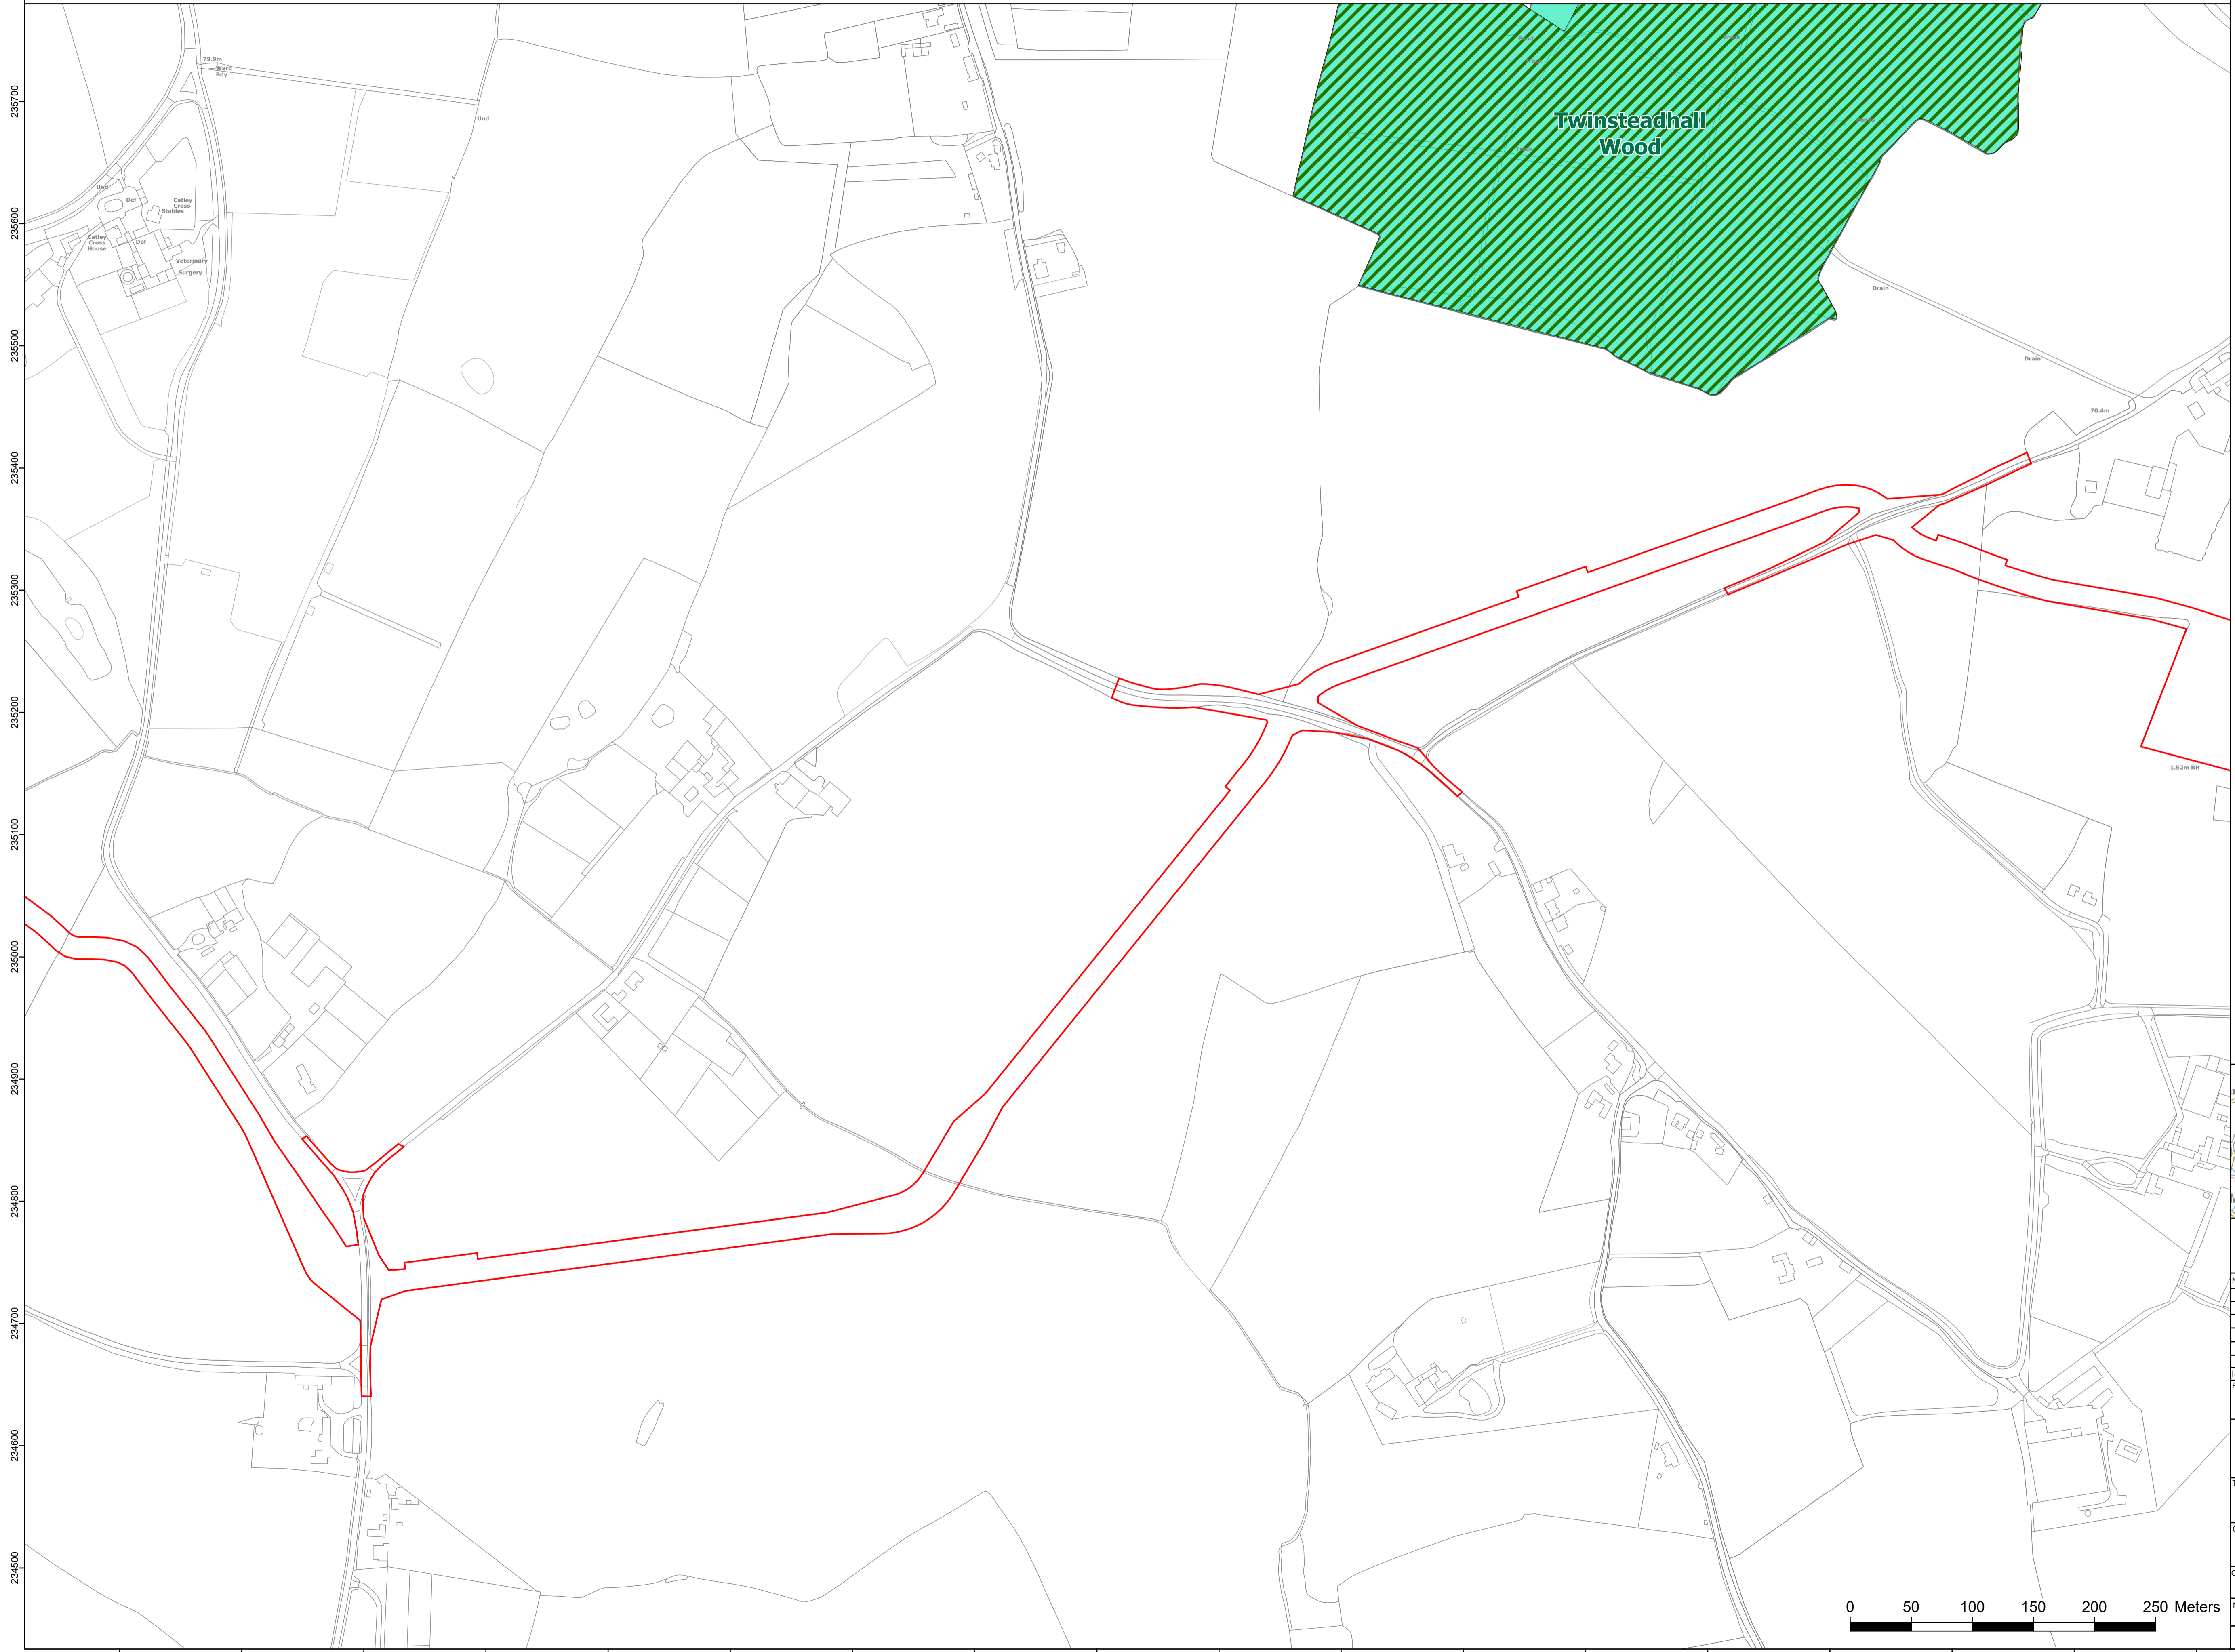 79.9m
Ward
Bdy
Und
Und
Def
Catley
Cross
Stables
Catley
Cross
House
Def
Veterinary
Surgery
Twinsteadhall
Wood
Drain
Drain
70.4m
1.52m RH
235700
235600
235500
235400
235300
235200
235100
235000
234900
234800
234700
234600
234500
0 50 100 150 200 250 Meters